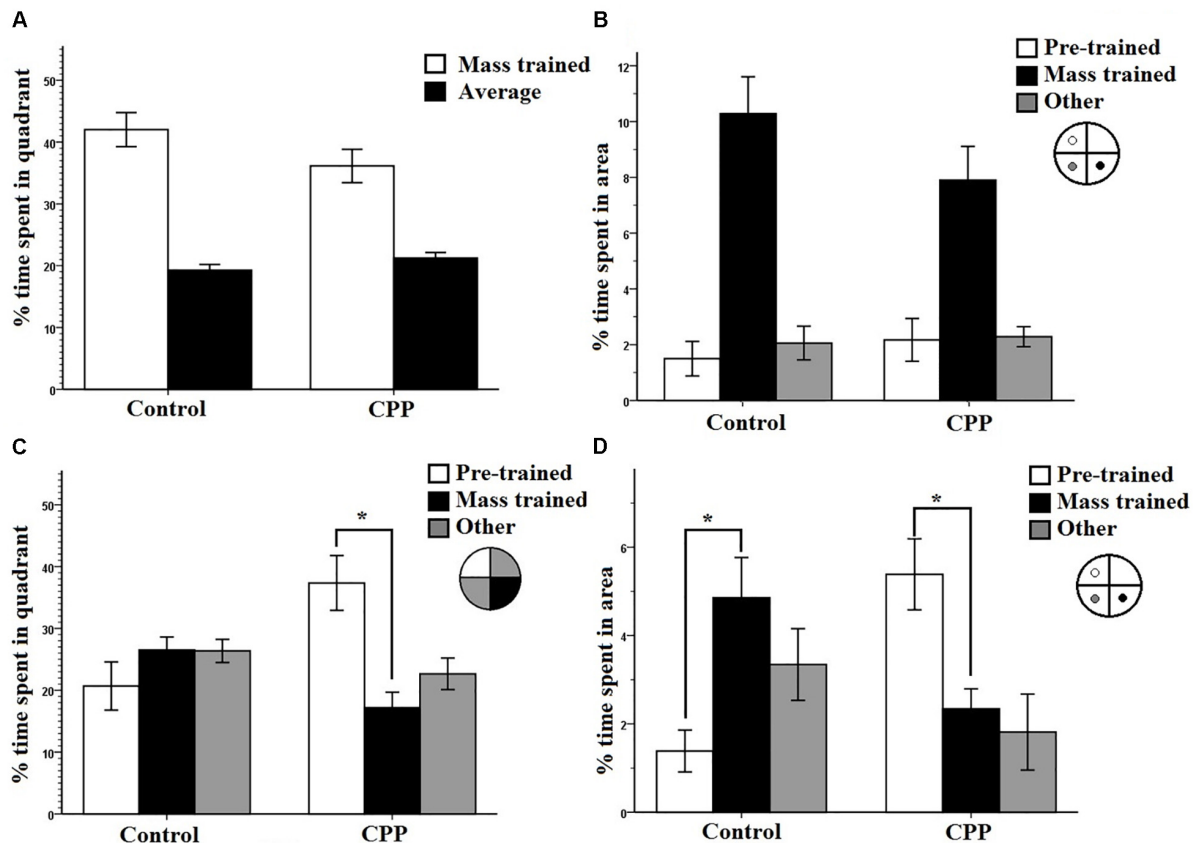 A
Mass trained
Average
% time spent in quadrant
50
40
30
20
10
0
Control
CPP
B
Pre-trained
Mass trained
Other
% time spent in area
12
10
8
6
4
2
0
Control
CPP
C
Pre-trained
Mass trained
Other
% time spent in quadrant
50
40
30
20
10
0
*
Control
CPP
D
Pre-trained
Mass trained
Other
% time spent in area
6
4
2
0
*
*
Control
CPP